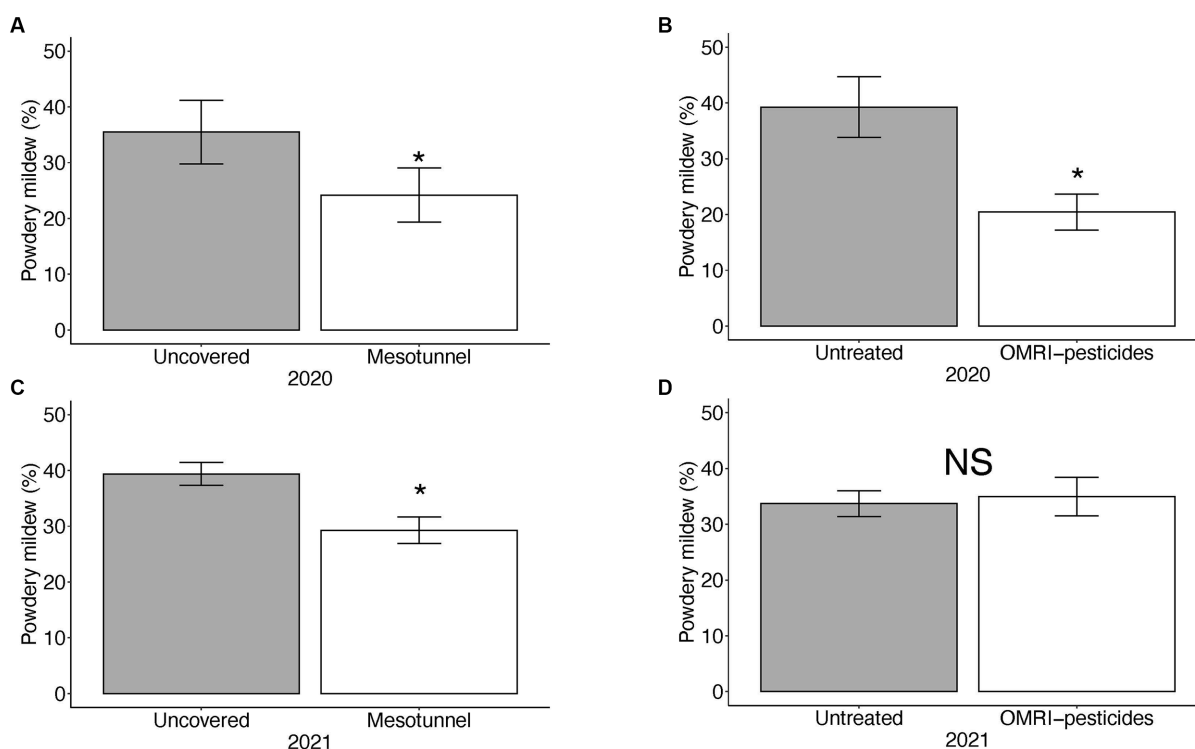 A
Powdery mildew (%)
50
40
30
20
10
0
*
Uncovered Mesotunnel
2020
B
Powdery mildew (%)
50
40
30
20
10
0
*
Untreated OMRI–pesticides
2020
C
Powdery mildew (%)
50
40
30
20
10
0
*
Uncovered Mesotunnel
2021
D
Powdery mildew (%)
50
40
30
20
10
0
NS
Untreated OMRI–pesticides
2021